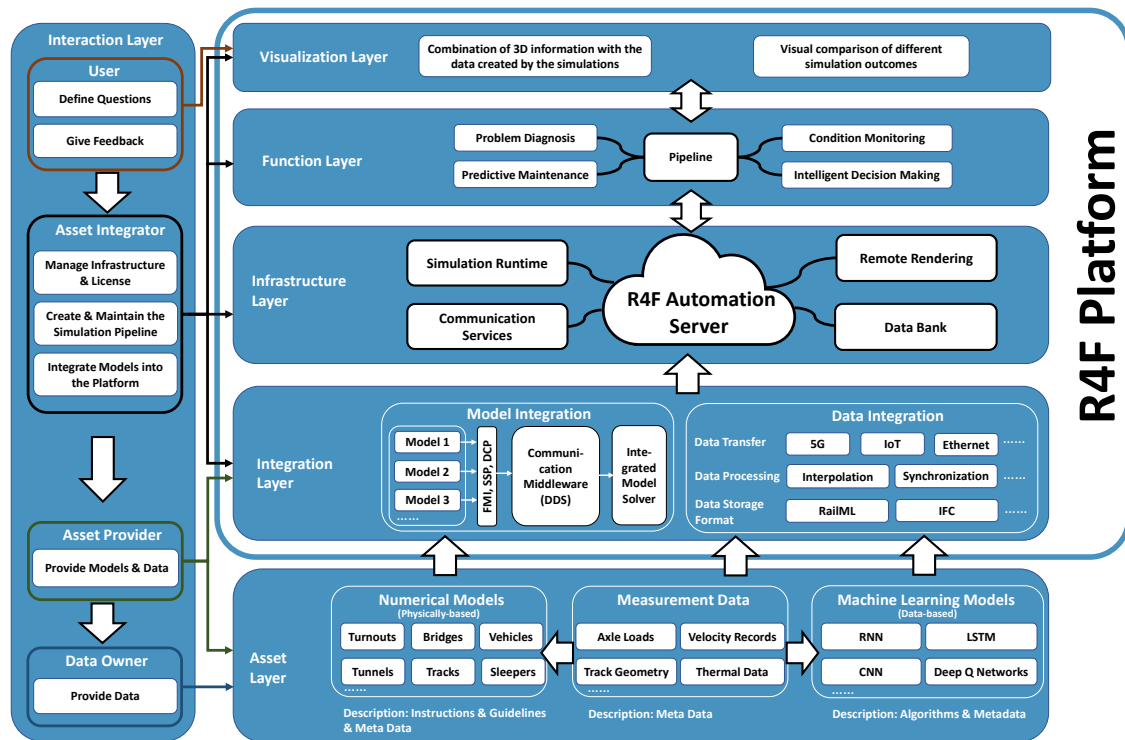 Interaction Layer
User
Define Questions
Give Feedback
Asset Integrator
Manage Infrastructure
& License
Create & Maintain the
Simulation Pipeline
Integrate Models into
the Platform
Asset Provider
Provide Models & Data
Data Owner
Provide Data
R4F Platform
Visualization Layer
Combination of 3D information with the
data created by the simulations
Visual comparison of different
simulation outcomes
Function Layer
Problem Diagnosis
Predictive Maintenance
Pipeline
Condition Monitoring
Intelligent Decision Making
Infrastructure
Layer
Simulation Runtime
Communication
Services
R4F Automation
Server
Remote Rendering
Data Bank
Integration
Layer
Model Integration
Model 1
Model 2
Model 3
......
FMI, SSP, DCP
Communi-
cation
Middleware
(DDS)
Inte-
grated
Model
Solver
Data Integration
Data Transfer
5G
IoT
Ethernet
......
Data Processing
Interpolation
Synchronization
......
Data Storage
Format
RailML
IFC
......
Asset
Layer
Numerical Models
(Physically-based)
Turnouts
Bridges
Vehicles
Tunnels
Tracks
Sleepers
......
Description: Instructions & Guidelines
& Meta Data
Measurement Data
Axle Loads
Velocity Records
Track Geometry
Thermal Data
......
Description: Meta Data
Machine Learning Models
(Data-based)
RNN
LSTM
CNN
Deep Q Networks
......
Description: Algorithms & Metadata